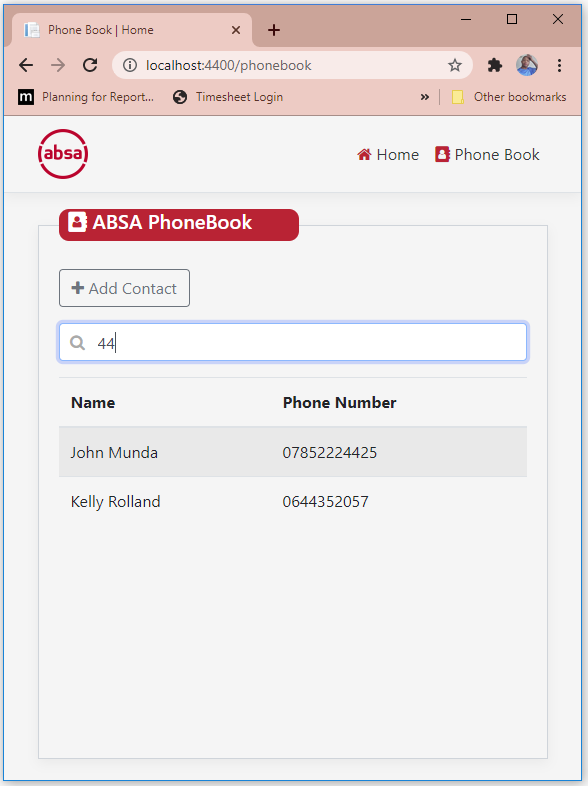 Phone Book | Home
localhost:4400/phonebook
m Planning for Report... Timesheet Login » Other bookmarks
absa Home Phone Book
ABSA PhoneBook
Add Contact
44
Name Phone Number
John Munda 07852224425
Kelly Rolland 0644352057